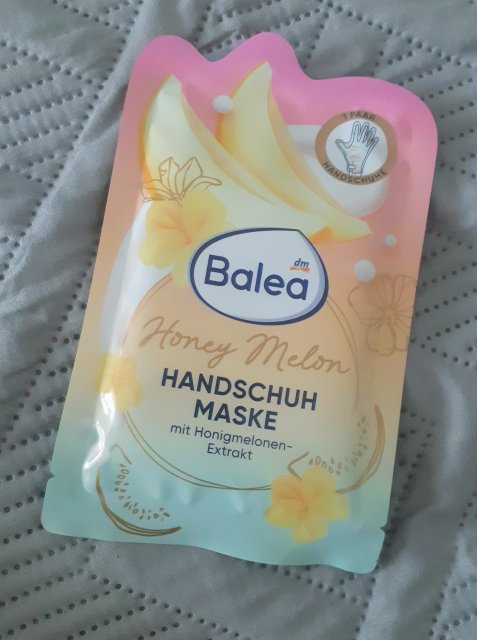 1 PAAR
HANDSCHUHE
dm
Balea
Honey Melon
HANDSCHUH
MASKE
mit Honigmelonen-
Extrakt